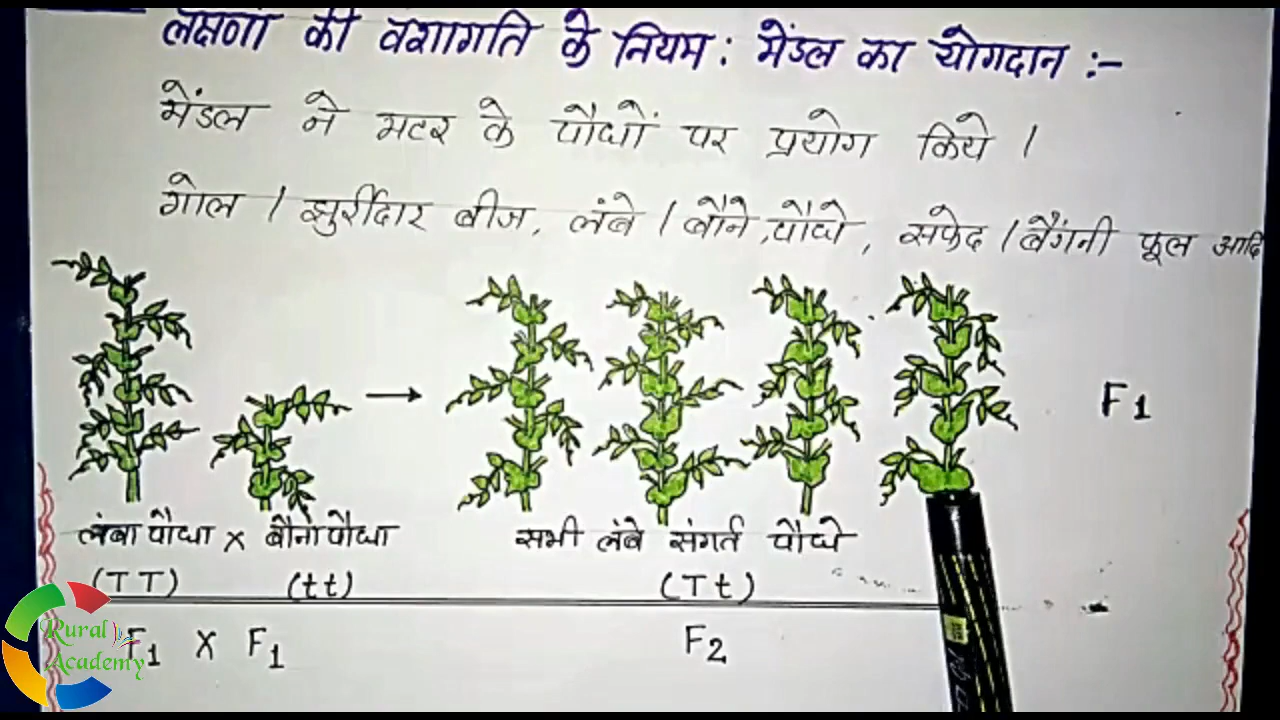 लक्षणों की वंशागति के नियम : मेंडल का योगदान :-
मेंडल ने मटर के पौधों पर प्रयोग किये ।
गोल / झुर्रीदार बीज, लंबे / बौने पौधे, सफेद / बैंगनी फूल आदि
F1
लंबा पौधा x बौना पौधा सभी लंबे संगर्त पौधे
(TT) (tt) (Tt)
F1 X F1 F2
Rural
Academy